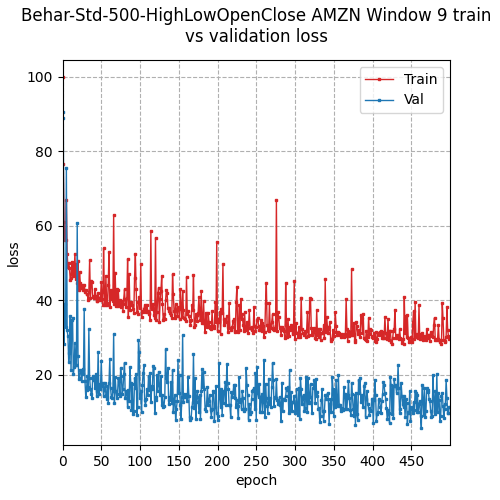 Behar-Std-500-HighLowOpenClose AMZN Window 9 train
vs validation loss
Train
Val
100
80
60
40
20
loss
0 50 100 150 200 250 300 350 400 450
epoch